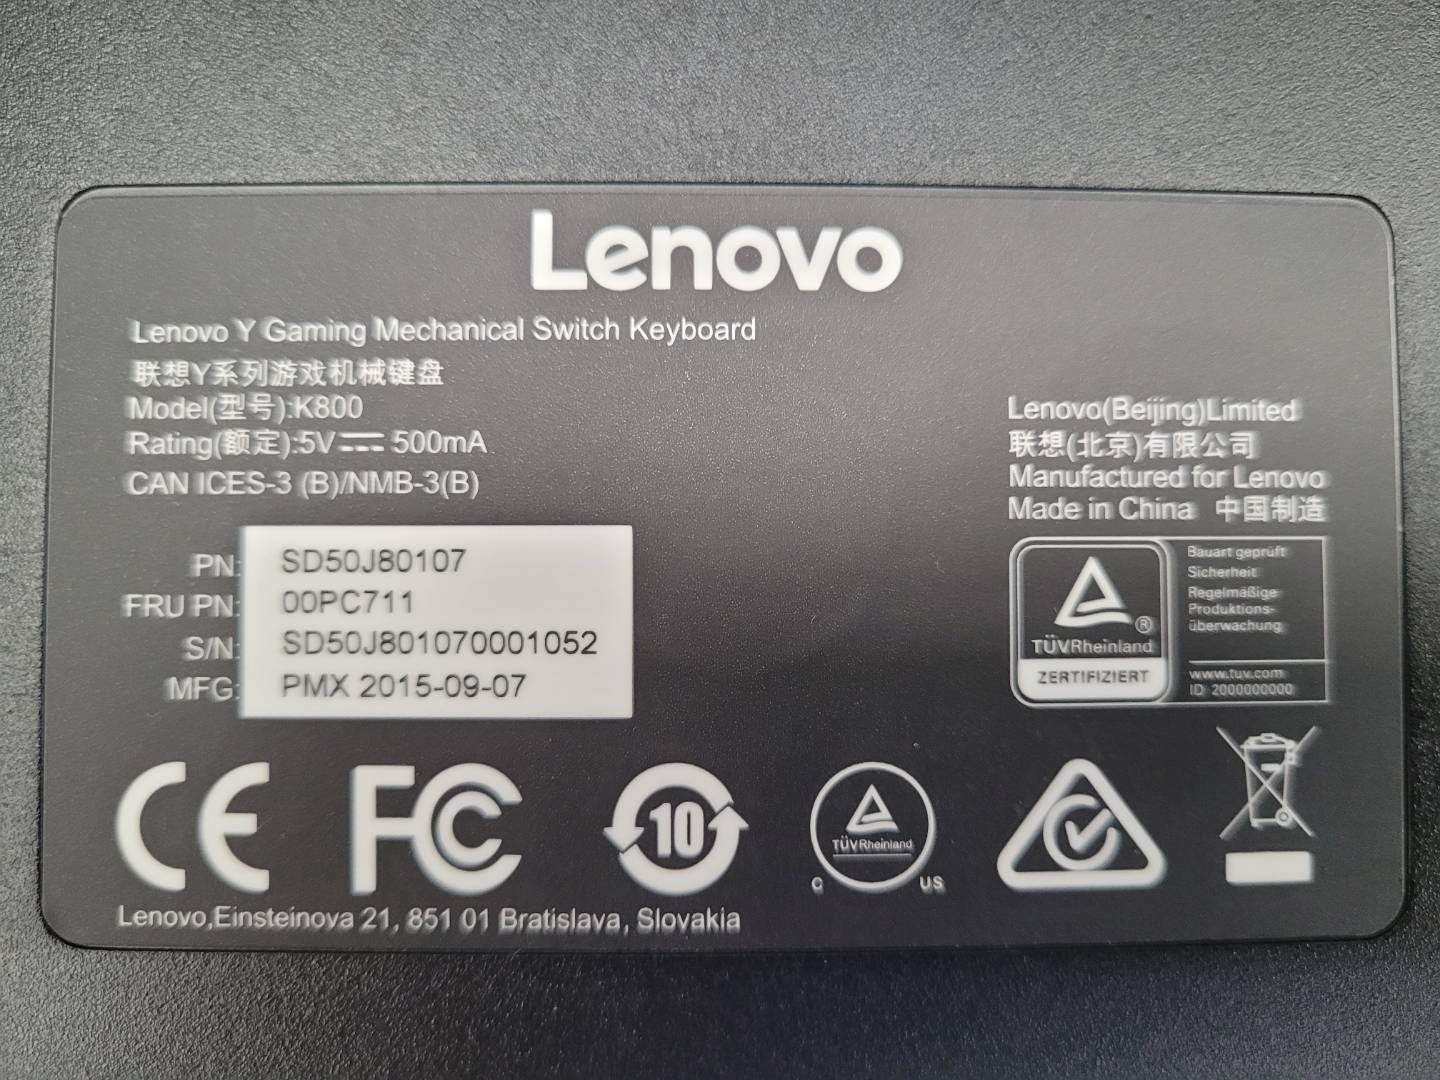 Lenovo
Lenovo Y Gaming Mechanical Switch Keyboard
联想Y系列游戏机械键盘
Model(型号):K800
Rating(额定):5V⎓500mA
CAN ICES-3 (B)/NMB-3(B)
Lenovo(Beijing)Limited
联想(北京)有限公司
Manufactured for Lenovo
Made in China 中国制造
PN: SD50J80107
FRU PN: 00PC711
S/N: SD50J801070001052
MFG: PMX 2015-09-07
TÜVRheinland
ZERTIFIZIERT
Bauart geprüft
Sicherheit
Regelmäßige
Produktions-
überwachung
www.tuv.com
ID 2000000000
CE
FC
10
TÜVRheinland
C US
Lenovo,Einsteinova 21, 851 01 Bratislava, Slovakia